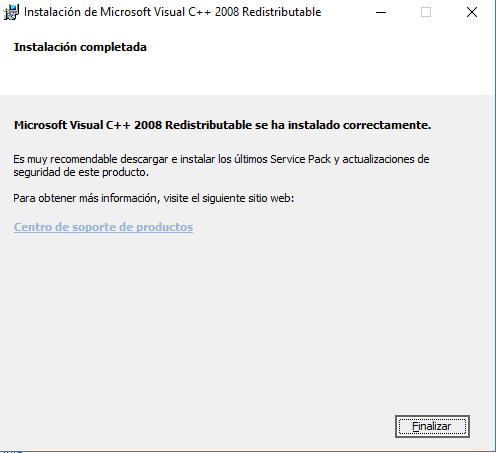 Instalación de Microsoft Visual C++ 2008 Redistributable
Instalación completada
Microsoft Visual C++ 2008 Redistributable se ha instalado correctamente.
Es muy recomendable descargar e instalar los últimos Service Pack y actualizaciones de
seguridad de este producto.
Para obtener más información, visite el siguiente sitio web:
Centro de soporte de productos
Finalizar